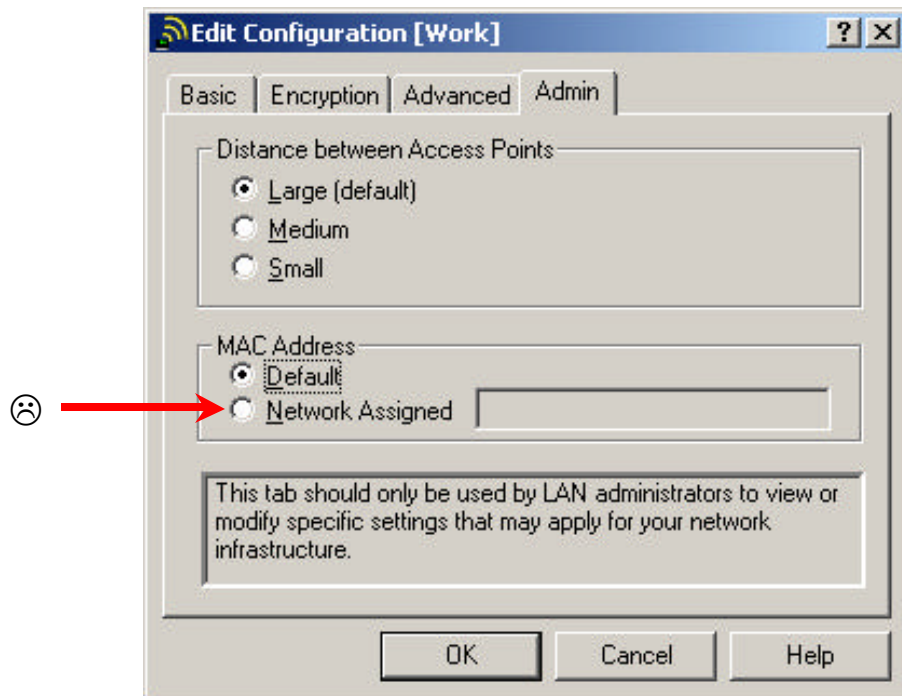 Edit Configuration [Work]
Basic Encryption Advanced Admin
Distance between Access Points
Large (default)
Medium
Small
MAC Address
Default
Network Assigned
This tab should only be used by LAN administrators to view or
modify specific settings that may apply for your network
infrastructure.
OK Cancel Help